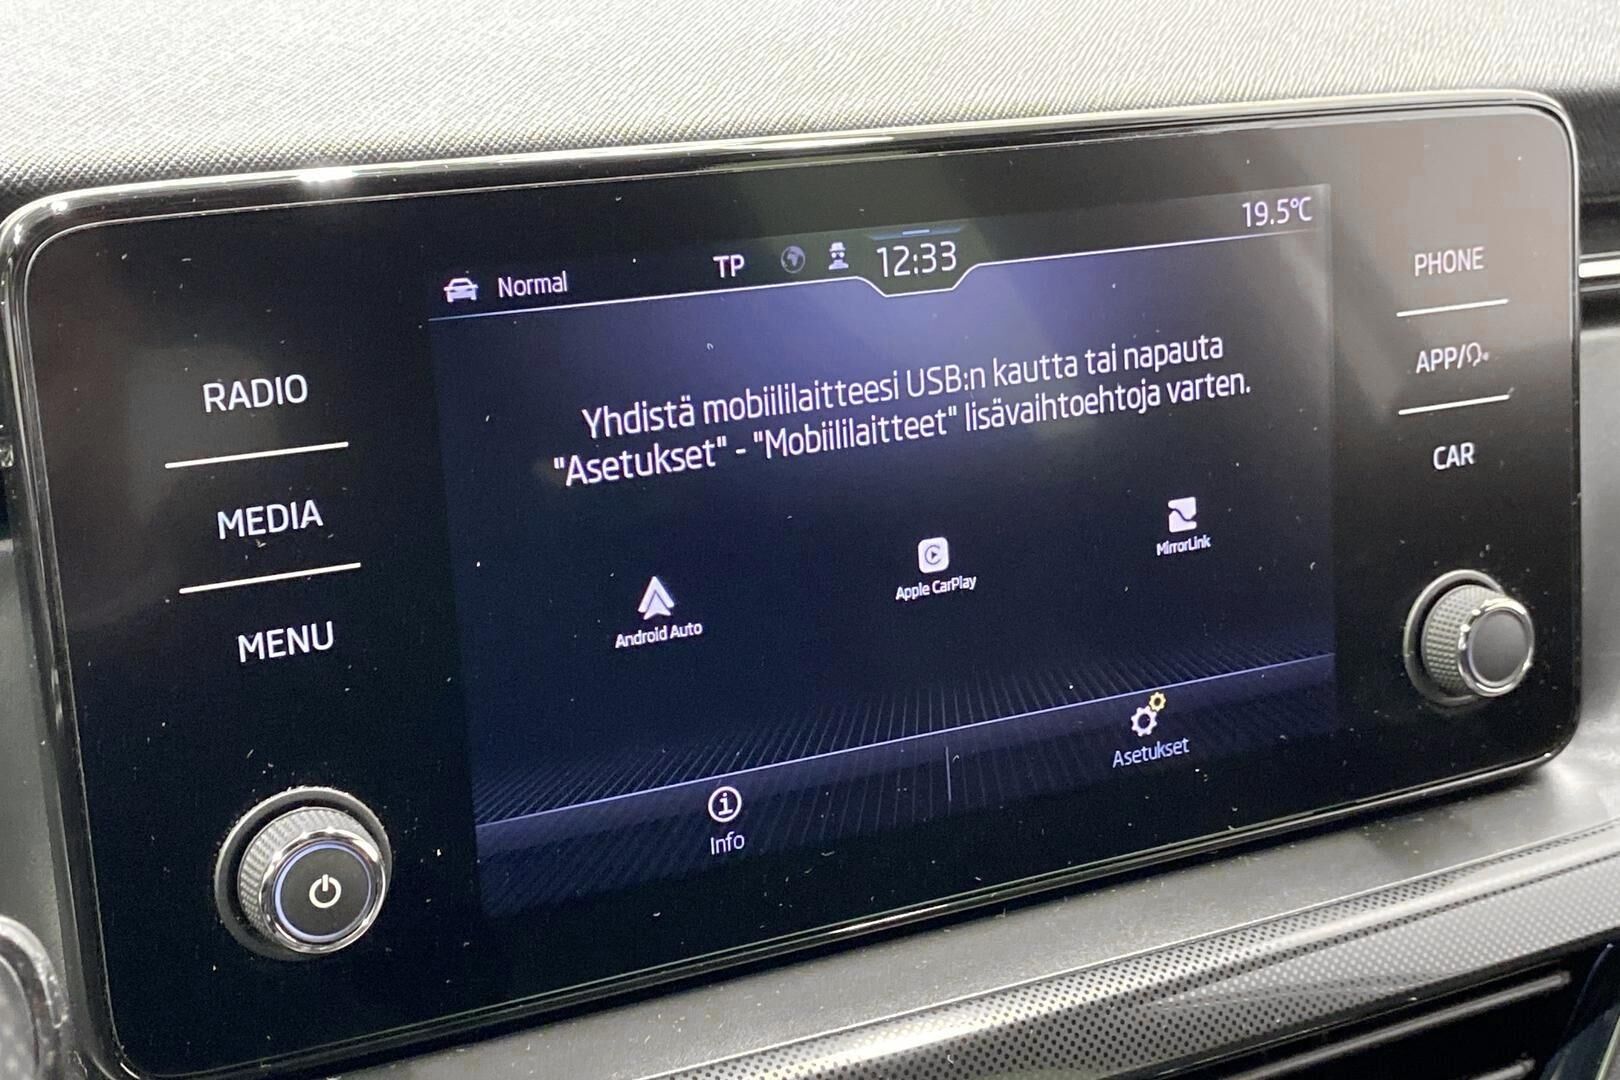 Normal
TP
12:33
19.5°C
RADIO
MEDIA
MENU
Yhdistä mobiililaitteesi USB:n kautta tai napauta
"Asetukset" - "Mobiililaitteet" lisävaihtoehtoja varten.
Android Auto
Apple CarPlay
MirrorLink
Info
Asetukset
PHONE
APP/
CAR